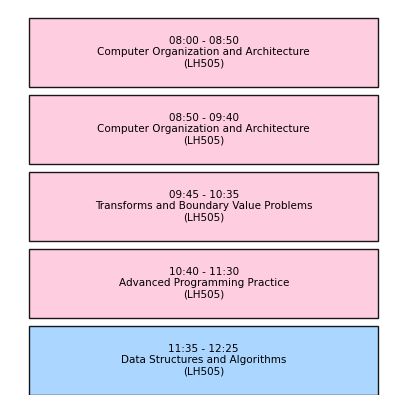 08:00 - 08:50
Computer Organization and Architecture
(LH505)
08:50 - 09:40
Computer Organization and Architecture
(LH505)
09:45 - 10:35
Transforms and Boundary Value Problems
(LH505)
10:40 - 11:30
Advanced Programming Practice
(LH505)
11:35 - 12:25
Data Structures and Algorithms
(LH505)